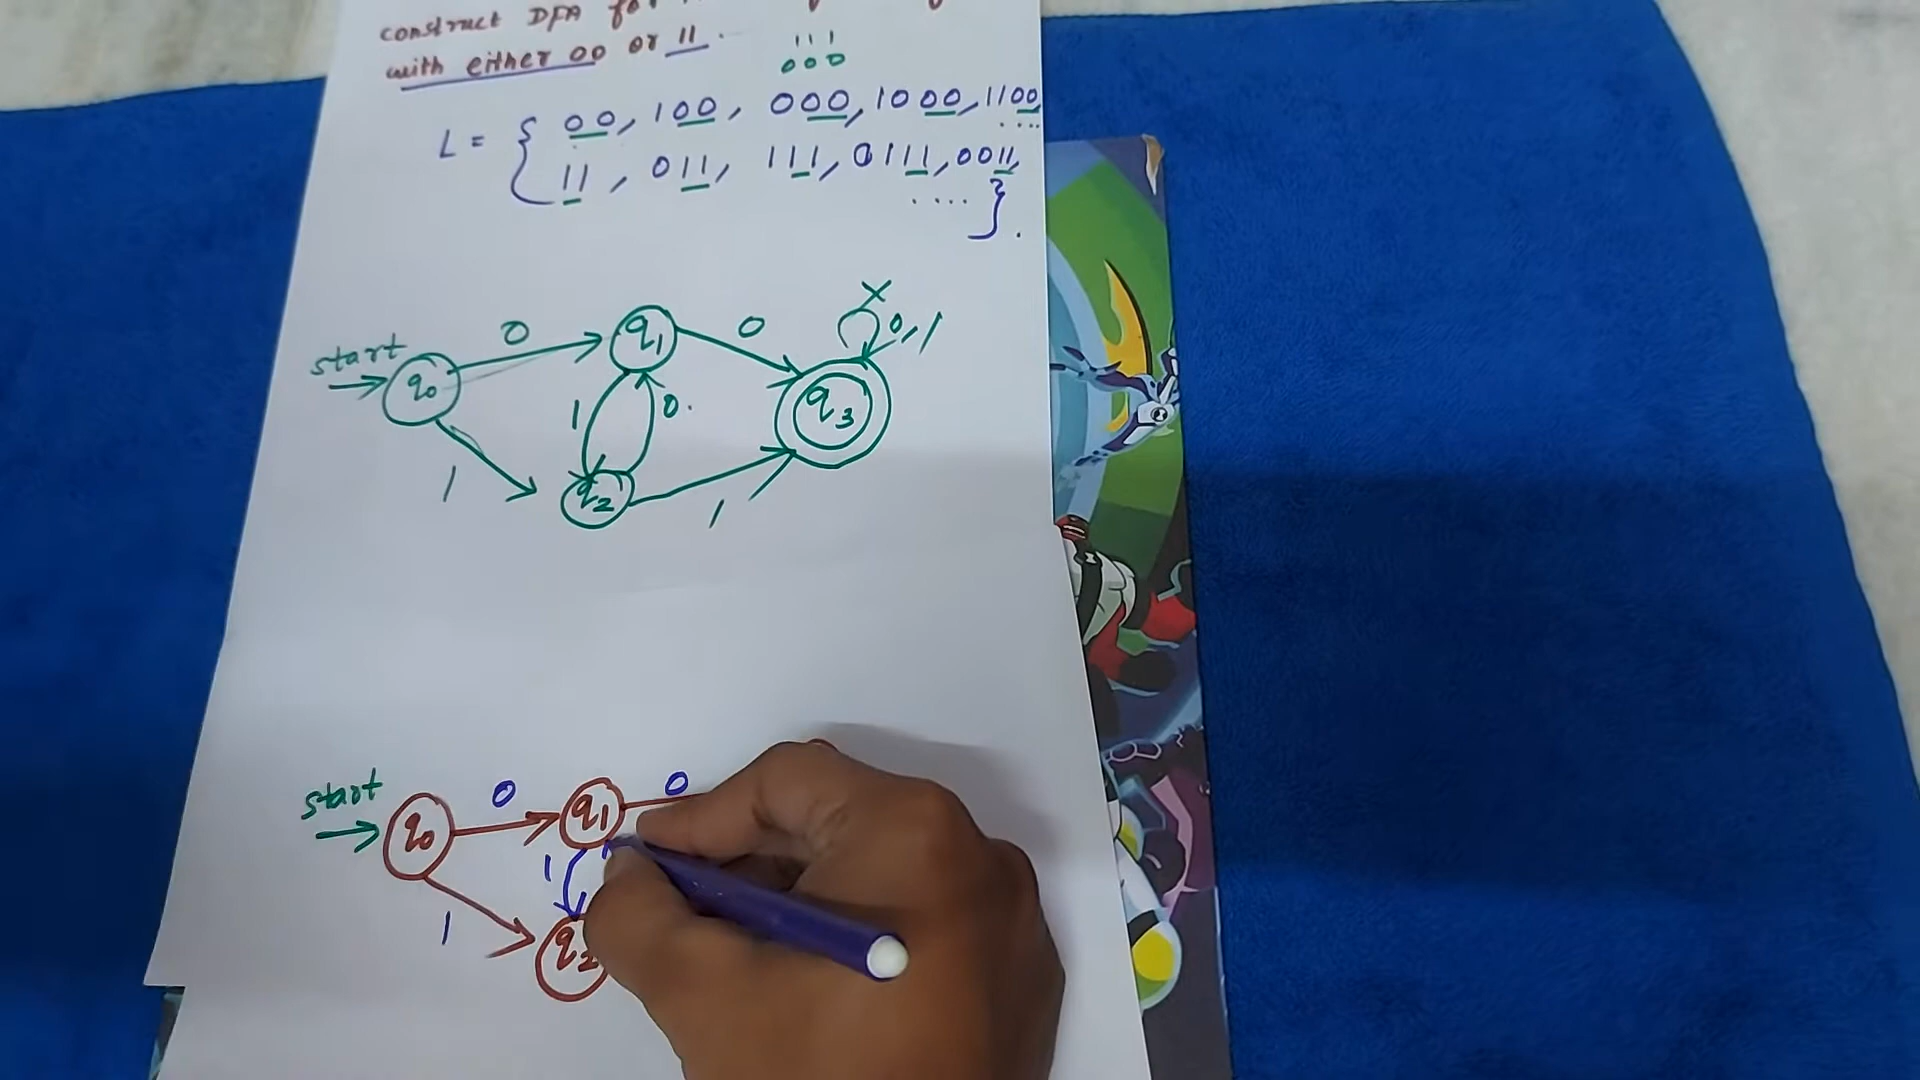 construct DFA for
with either 00 or 11.
111
000
L = { 00, 100, 000, 1000, 1100
....
11, 011, 111, 0111, 0011,
.... }.
start
0
q1
0
x
0,1
q0
1
0.
q3
1
q2
1
start
0
q1
0
q0
1
1
q2